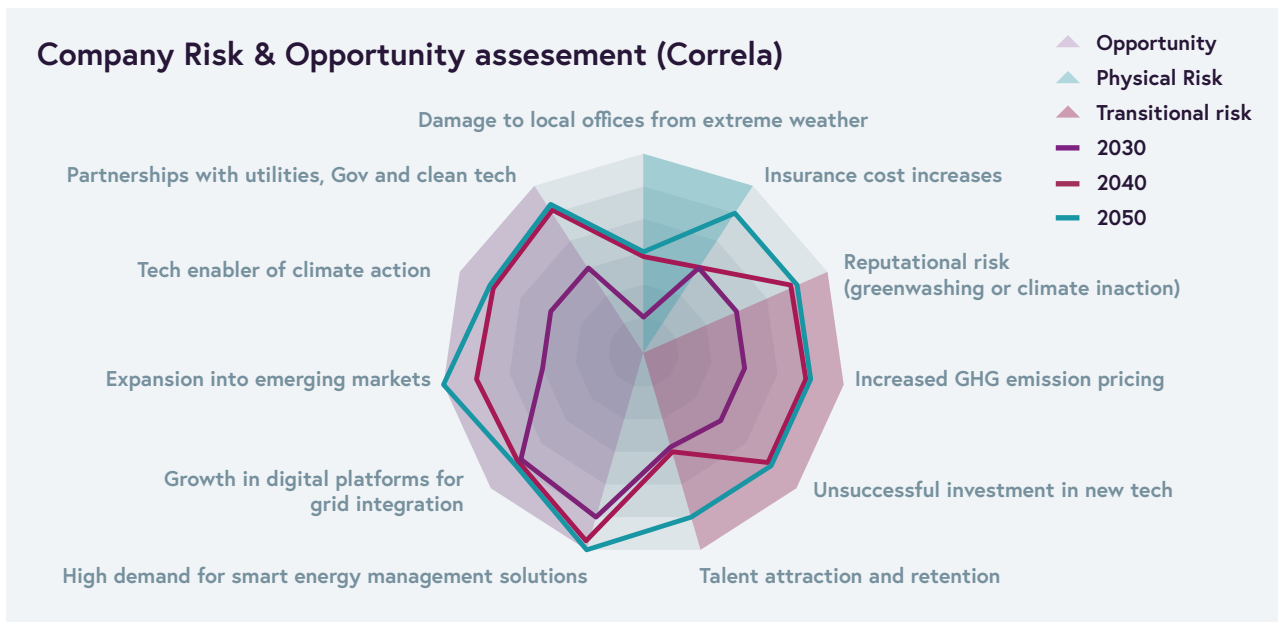 Company Risk & Opportunity assesement (Correla)
Opportunity
Physical Risk
Transitional risk
2030
2040
2050
Damage to local offices from extreme weather
Partnerships with utilities, Gov and clean tech
Insurance cost increases
Tech enabler of climate action
Reputational risk
(greenwashing or climate inaction)
Expansion into emerging markets
Increased GHG emission pricing
Growth in digital platforms for
grid integration
Unsuccessful investment in new tech
High demand for smart energy management solutions
Talent attraction and retention